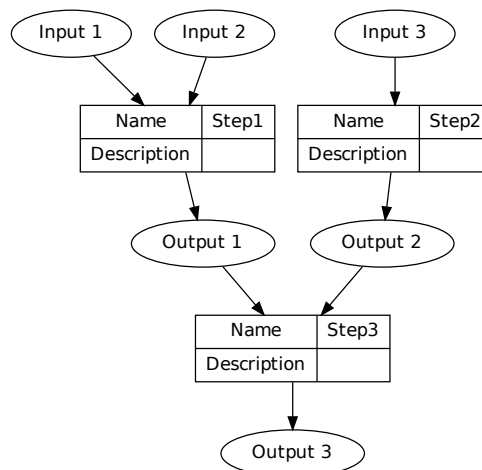 Input 1
Input 2
Input 3
Name Step1
Description
Name Step2
Description
Output 1
Output 2
Name Step3
Description
Output 3